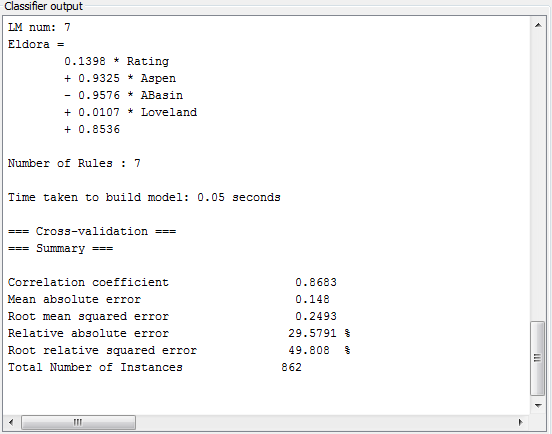 Classifier output
LM num: 7
Eldora =
0.1398 * Rating
+ 0.9325 * Aspen
- 0.9576 * ABasin
+ 0.0107 * Loveland
+ 0.8536
Number of Rules : 7
Time taken to build model: 0.05 seconds
=== Cross-validation ===
=== Summary ===
Correlation coefficient 0.8683
Mean absolute error 0.148
Root mean squared error 0.2493
Relative absolute error 29.5791 %
Root relative squared error 49.808 %
Total Number of Instances 862